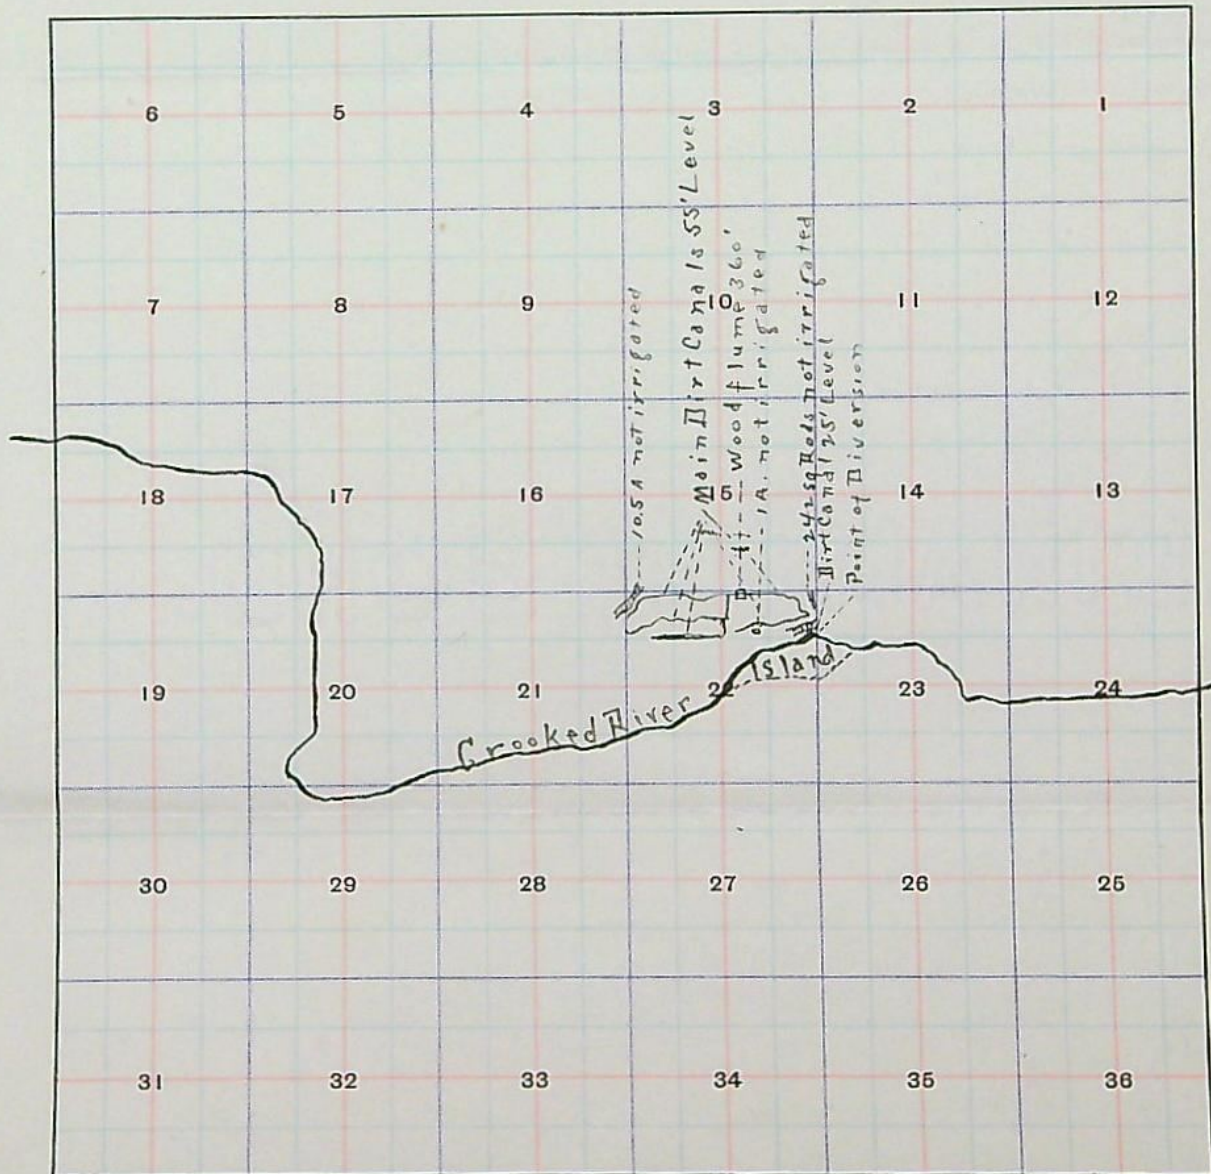 6 5 4 3 2 1
7 8 9 10 11 12
18 17 16 15 14 13
19 20 21 22 23 24
30 29 28 27 26 25
31 32 33 34 35 36
10.5 A not irrigated
Main Dirt Canals 55' Level
Wood flume 360'
1 A. not irrigated
242 sq Rods not irrigated
Dirt Canal 25' Level
Point of Diversion
Island
Crooked River